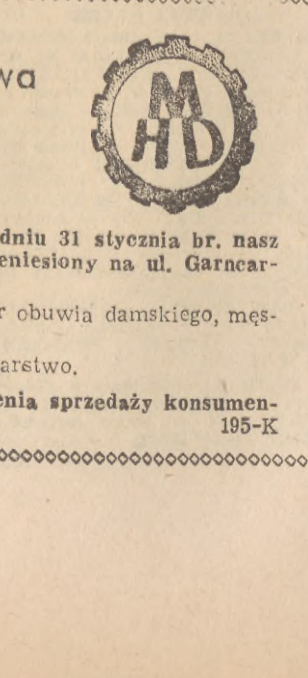 wa
M
HD
dniu 31 stycznia br. nasz
eniesiony na ul. Garncar-
r obuwia damskiego, męs-
arstwo.
enia sprzedaży konsumen-
195-K